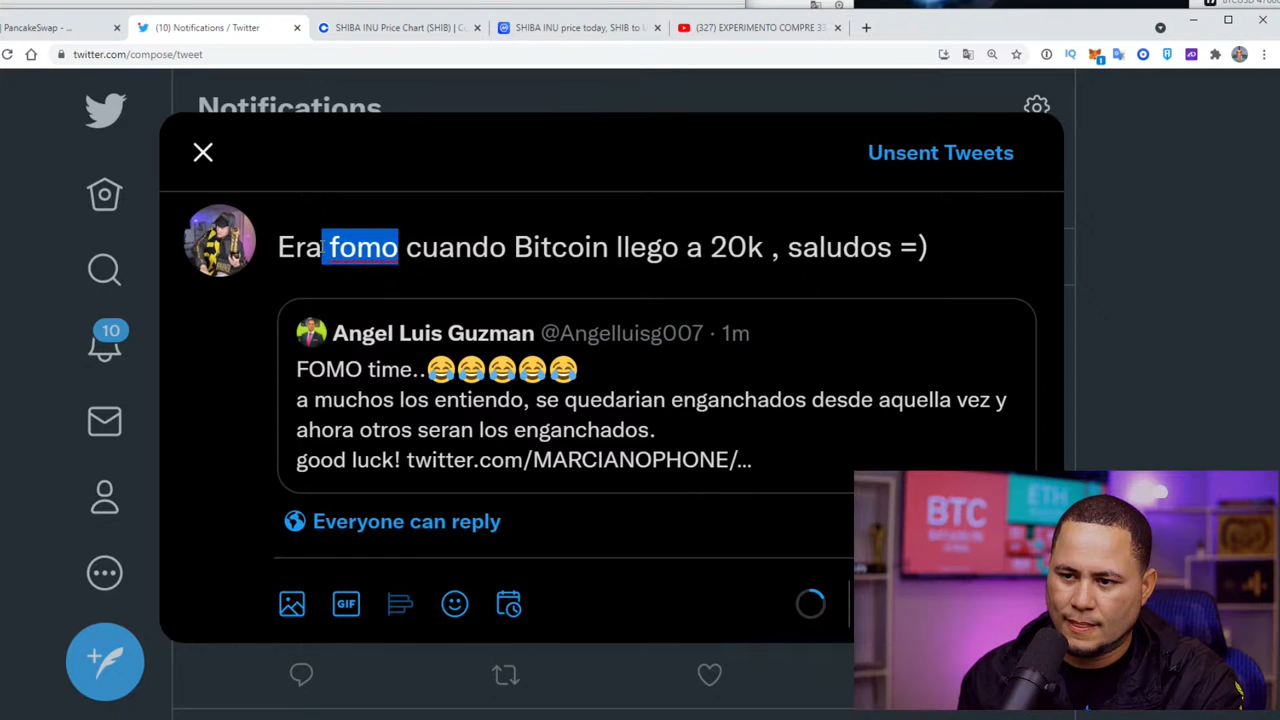 BTCUSD 47000
PancakeSwap - ...
(10) Notifications / Twitter
SHIBA INU Price Chart (SHIB) | C
SHIBA INU price today, SHIB to
(327) EXPERIMENTO COMPRE 33
twitter.com/compose/tweet
Notifications
Unsent Tweets
Era fomo cuando Bitcoin llego a 20k , saludos =)
Angel Luis Guzman @Angelluisg007 · 1m
FOMO time..😂😂😂😂😂
a muchos los entiendo, se quedarian enganchados desde aquella vez y
ahora otros seran los enganchados.
good luck! twitter.com/MARCIANOPHONE/...
Everyone can reply
GIF
10
BTC
ETH